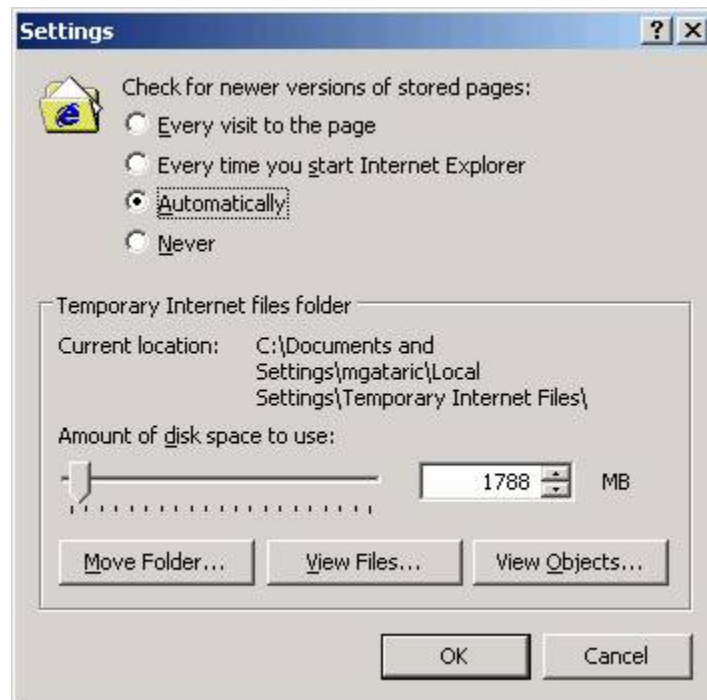 Settings
Check for newer versions of stored pages:
Every visit to the page
Every time you start Internet Explorer
Automatically
Never
Temporary Internet files folder
Current location: C:\Documents and
Settings\mgataric\Local
Settings\Temporary Internet Files\
Amount of disk space to use:
1788 MB
Move Folder... View Files... View Objects...
OK Cancel